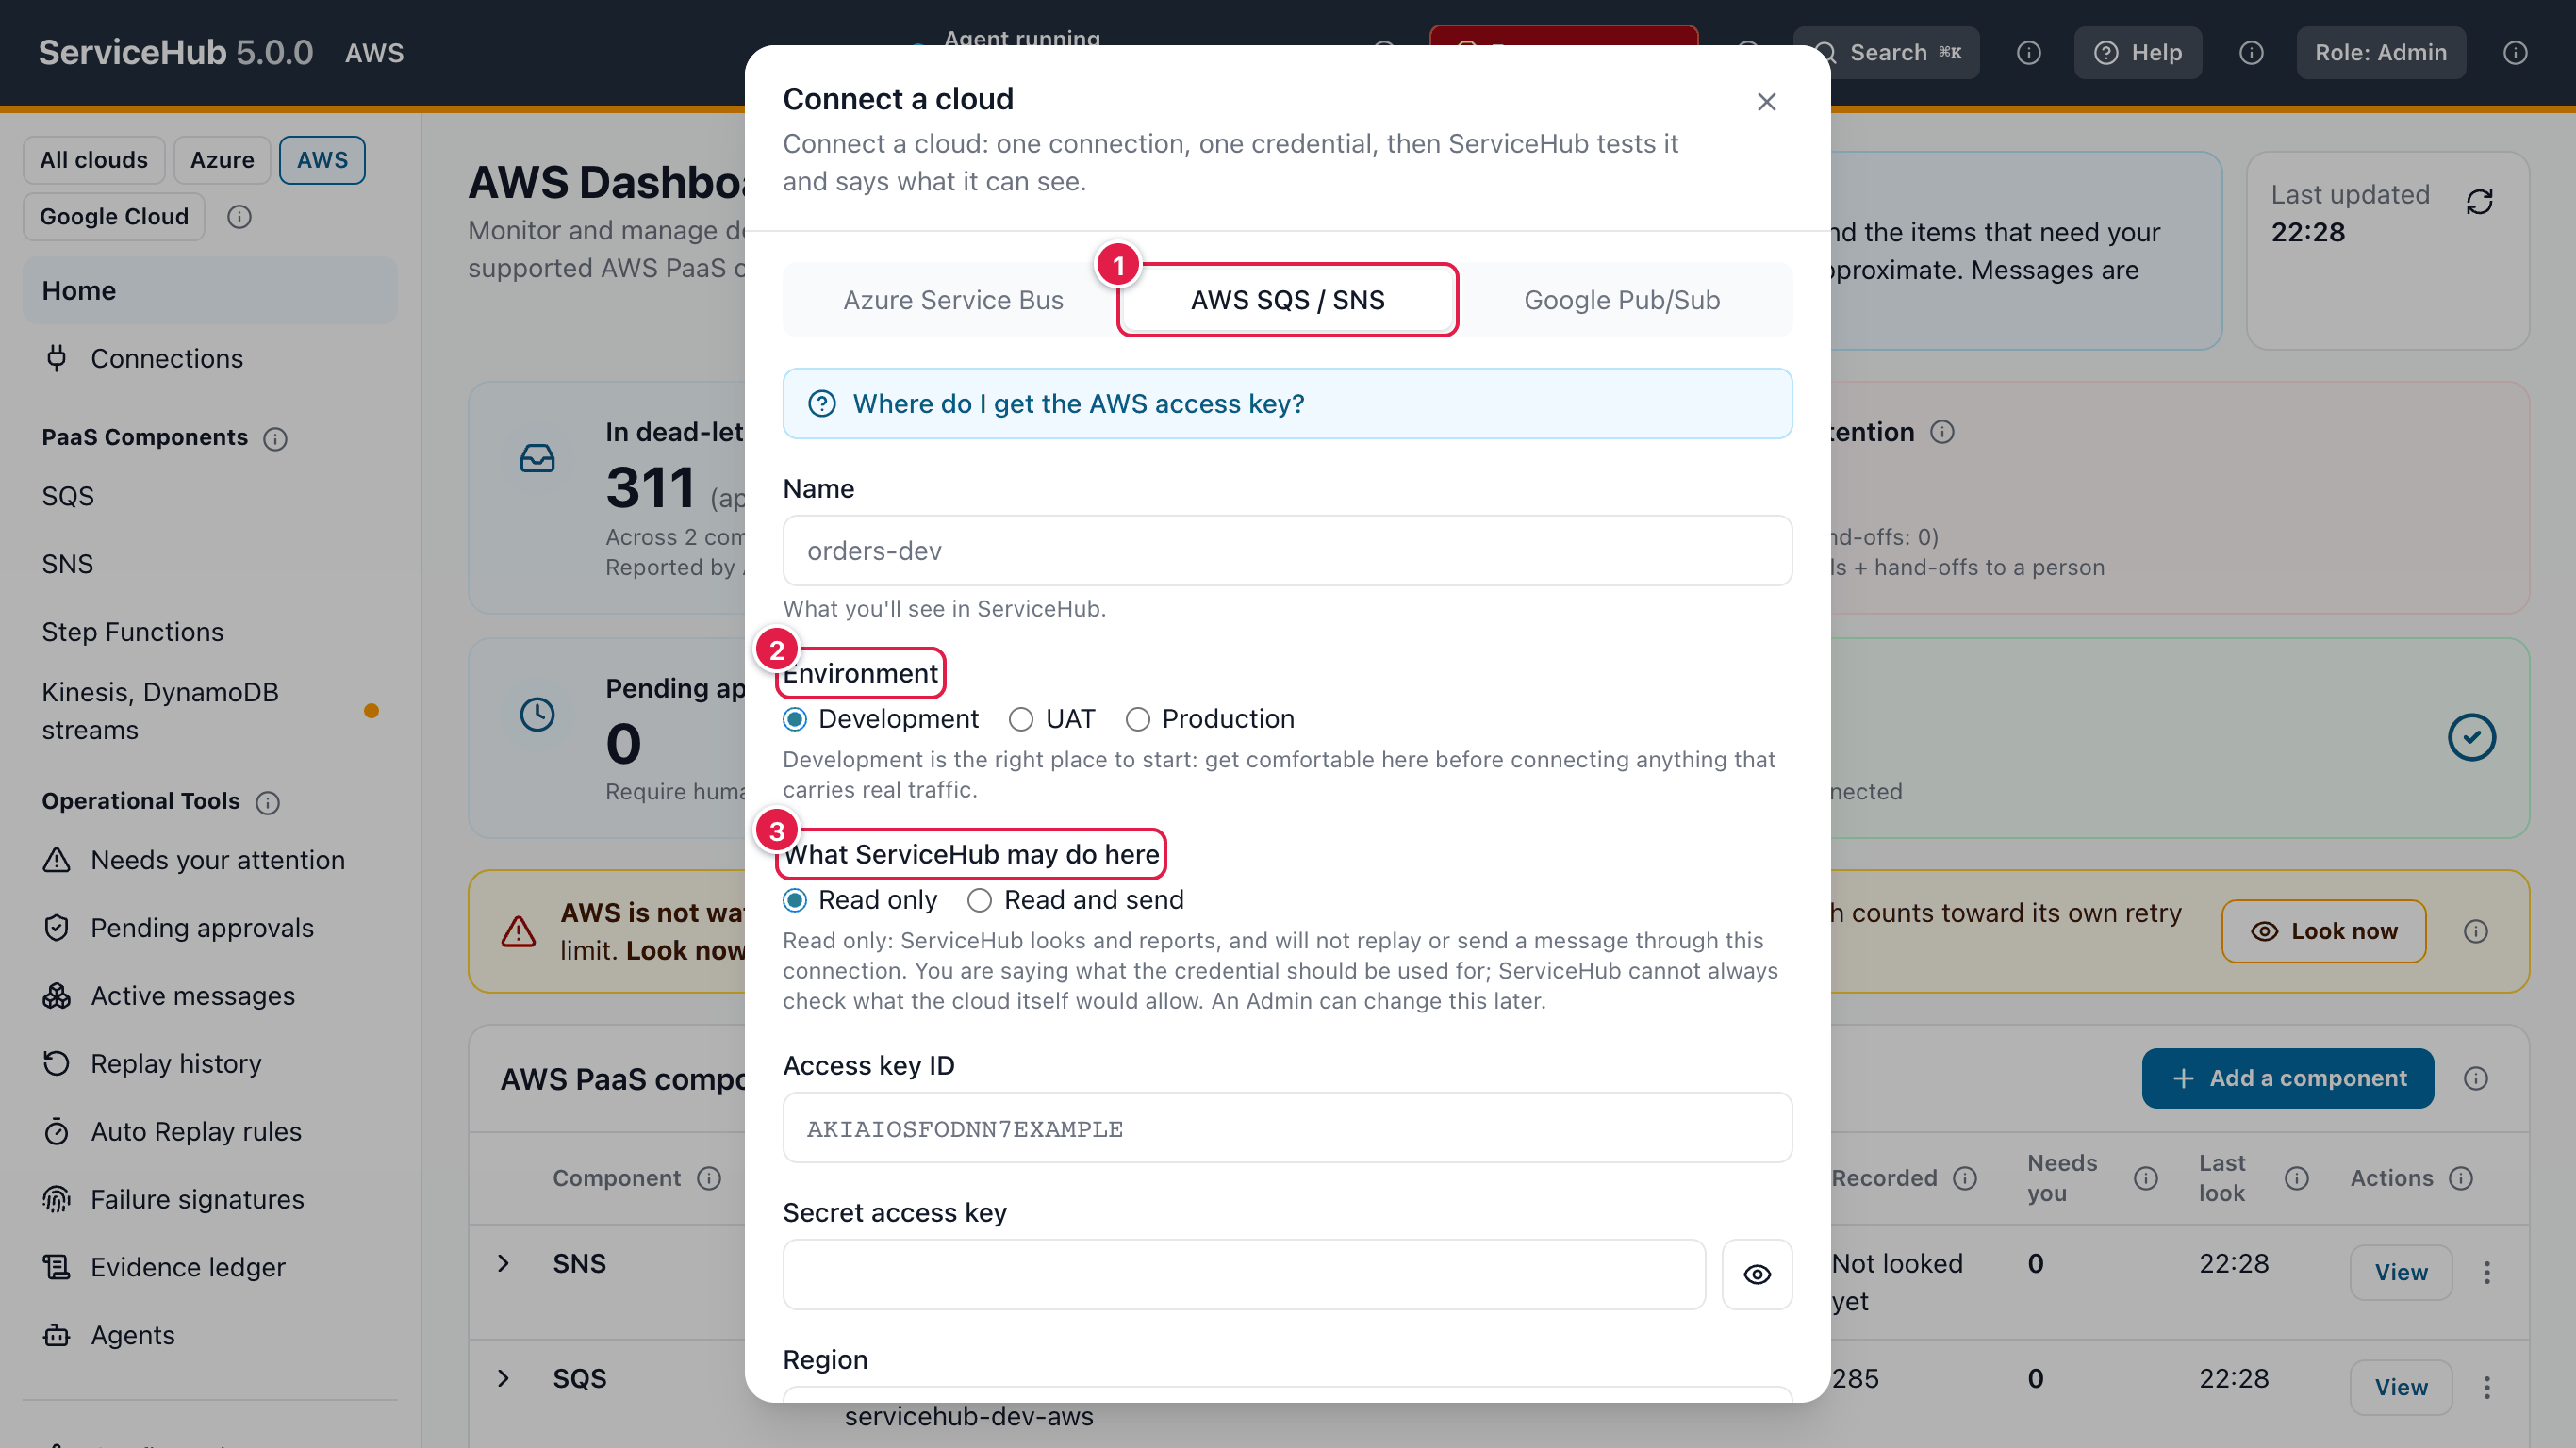 ServiceHub 5.0.0 AWS
Agent running
Search ⌘K
Help
Role: Admin
All clouds
Azure
AWS
Google Cloud
Home
Connections
PaaS Components
SQS
SNS
Step Functions
Kinesis, DynamoDB
streams
Operational Tools
Needs your attention
Pending approvals
Active messages
Replay history
Auto Replay rules
Failure signatures
Evidence ledger
Agents
AWS
Monitor and manage
supported AWS PaaS
nd the items that need your
Messages are
Last updated
22:28
In
311
Across 2
Reported by
nd-offs: 0)
+ hand-offs to a person
Pending
0
Require
AWS is not
limit. Look now
counts toward its own retry
Look now
AWS PaaS
Add a component
Component
Recorded
Needs
you
Last
look
Actions
SNS
Not looked
yet
0
22:28
View
SQS
servicehub-dev-aws
285
0
22:28
View
Connect a cloud
Connect a cloud: one connection, one credential, then ServiceHub tests it
and says what it can see.
1
Azure Service Bus
AWS SQS / SNS
Google Pub/Sub
Where do I get the AWS access key?
Name
orders-dev
What you'll see in ServiceHub.
2
Environment
Development
UAT
Production
Development is the right place to start: get comfortable here before connecting anything that
carries real traffic.
3
What ServiceHub may do here
Read only
Read and send
Read only: ServiceHub looks and reports, and will not replay or send a message through this
connection. You are saying what the credential should be used for; ServiceHub cannot always
check what the cloud itself would allow. An Admin can change this later.
Access key ID
AKIAIOSFODNN7EXAMPLE
Secret access key
Region